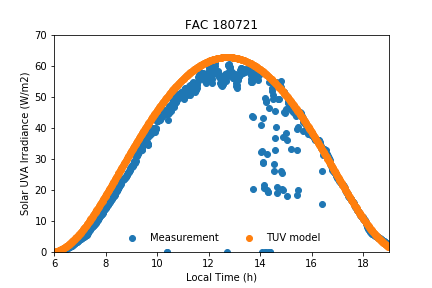 FAC 180721
Solar UVA Irradiance (W/m2)
70
60
50
40
30
20
10
0
Measurement TUV model
6 8 10 12 14 16 18
Local Time (h)